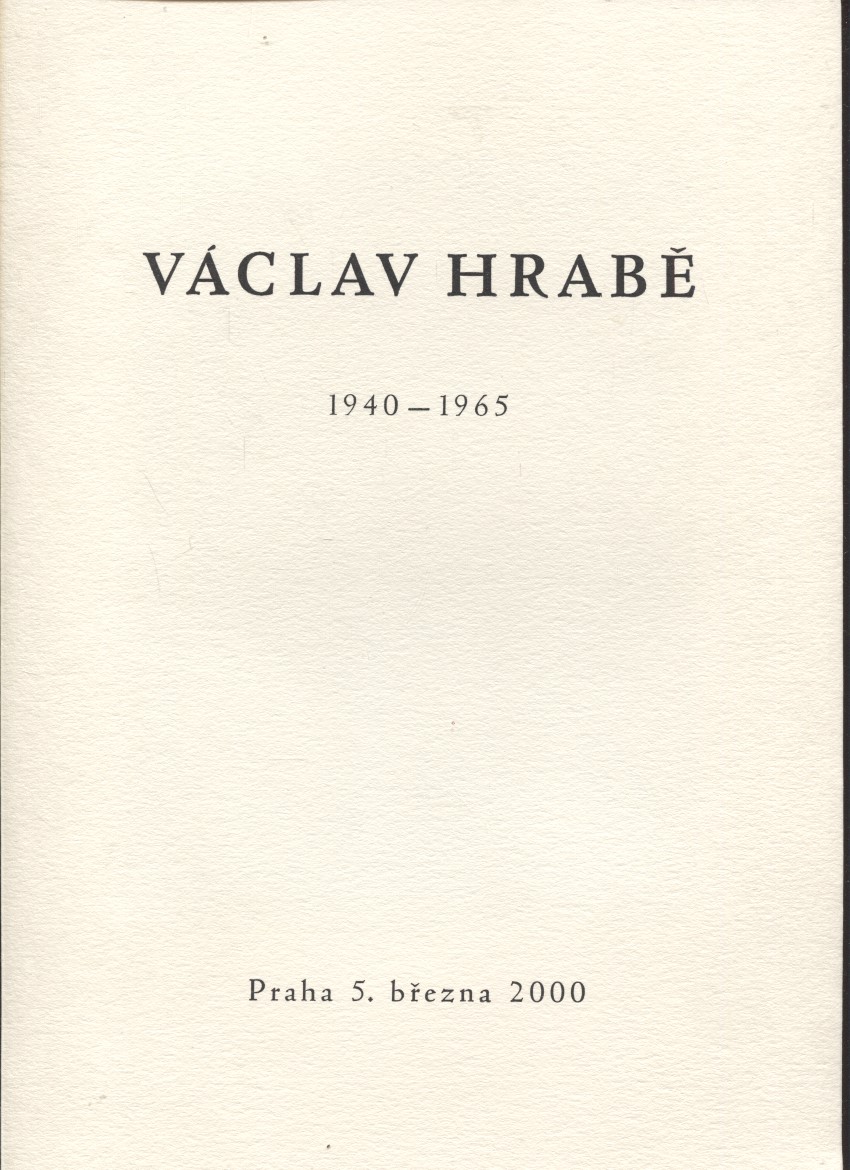 VÁCLAV HRABĚ
1940 – 1965
Praha 5. března 2000